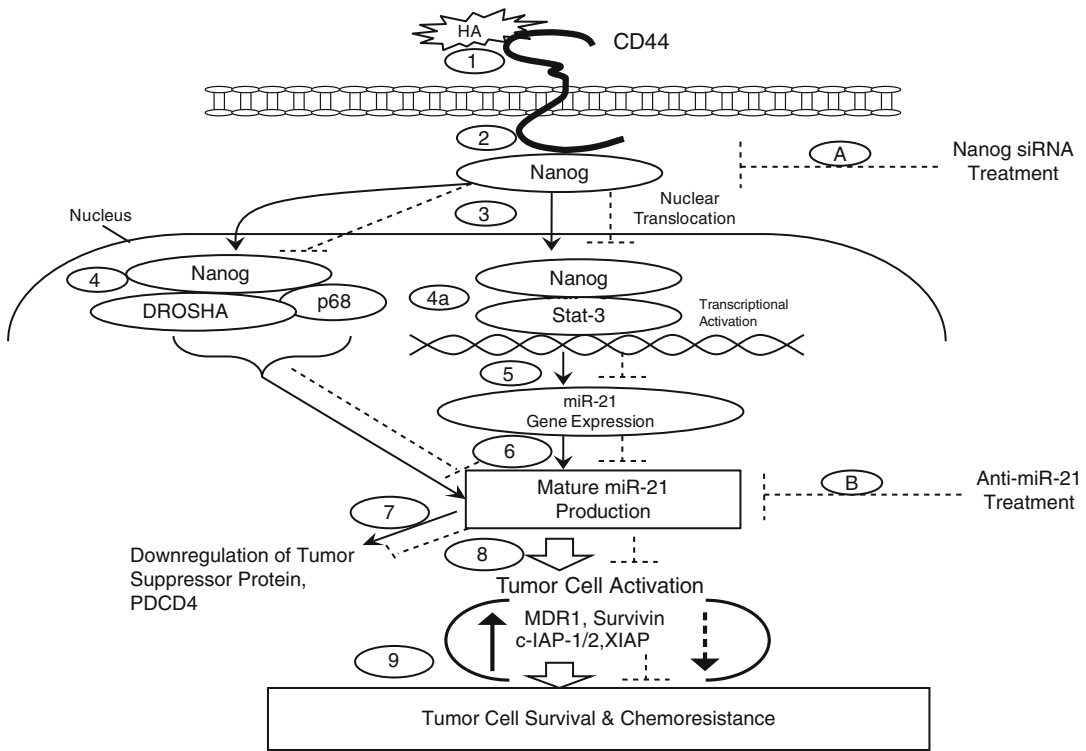 HA
CD44
1
2
A
Nanog siRNA
Treatment
Nanog
Nuclear
Translocation
3
Nucleus
4
Nanog
DROSHA
p68
4a
Nanog
Stat-3
Transcriptional
Activation
5
miR-21
Gene Expression
6
Mature miR-21
Production
B
Anti-miR-21
Treatment
7
Downregulation of Tumor
Suppressor Protein,
PDCD4
8
Tumor Cell Activation
MDR1, Survivin
c-IAP-1/2,XIAP
9
Tumor Cell Survival & Chemoresistance